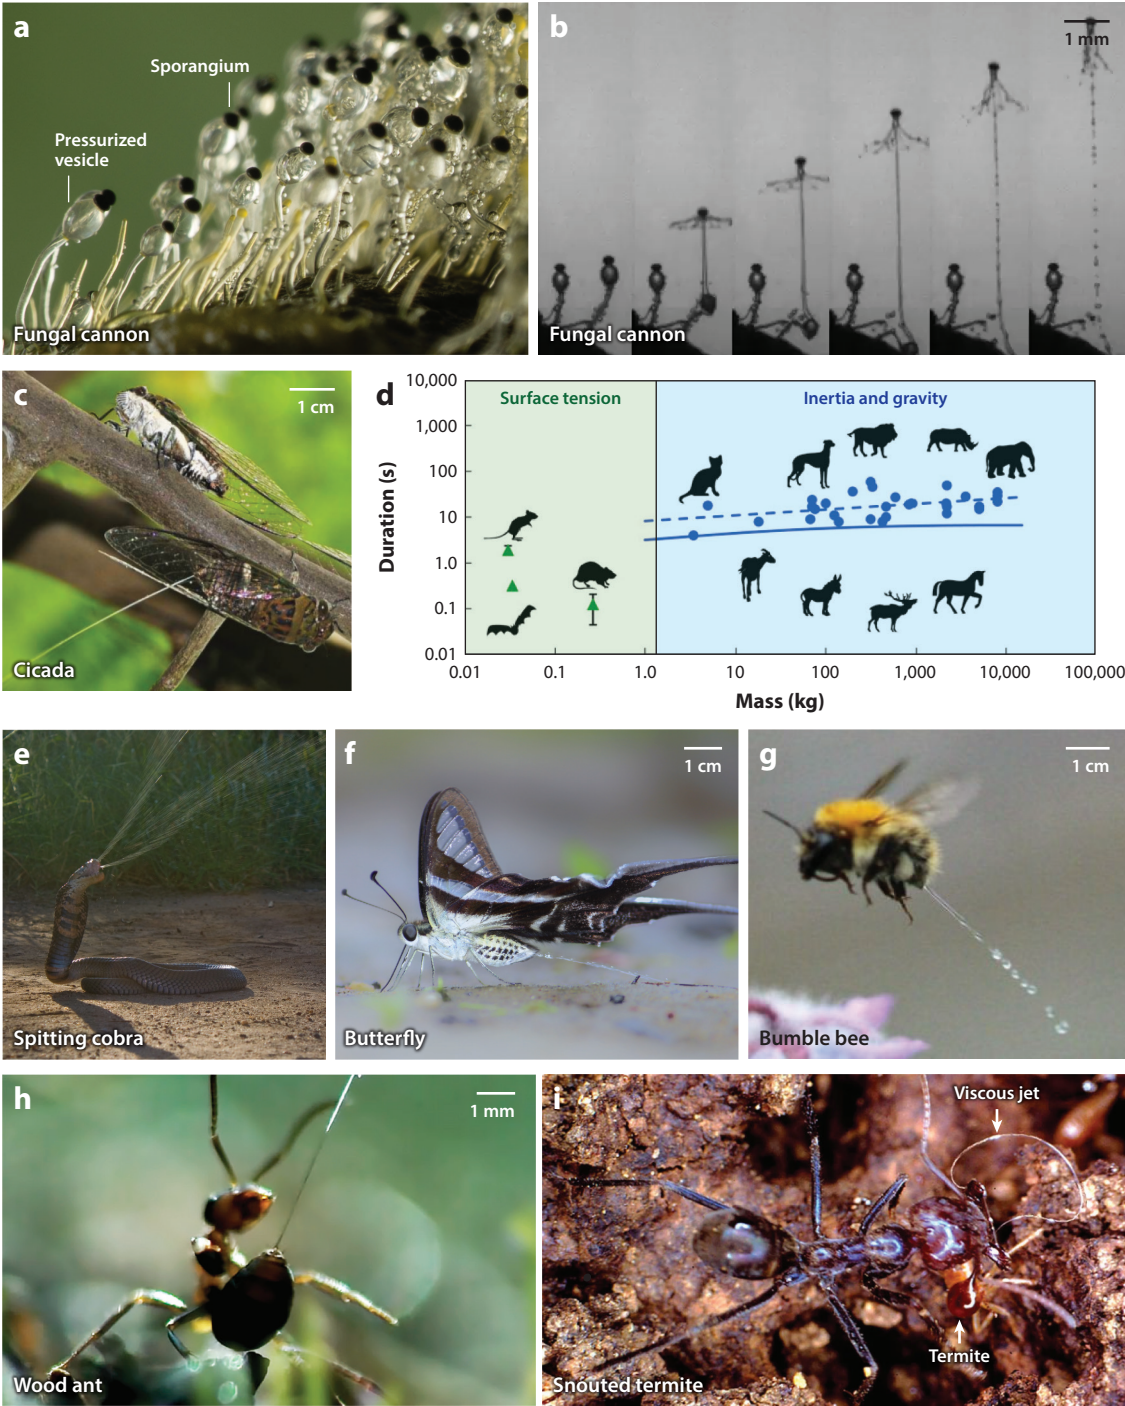 a
Sporangium
Pressurized
vesicle
Fungal cannon
b
1 mm
Fungal cannon
c
1 cm
Cicada
d
10,000
1,000
100
10
1.0
0.1
0.01
Duration (s)
Surface tension
Inertia and gravity
0.01 0.1 1.0 10 100 1,000 10,000 100,000
Mass (kg)
e
Spitting cobra
f
1 cm
Butterfly
g
1 cm
Bumble bee
h
1 mm
Wood ant
i
Viscous jet
Termite
Snouted termite